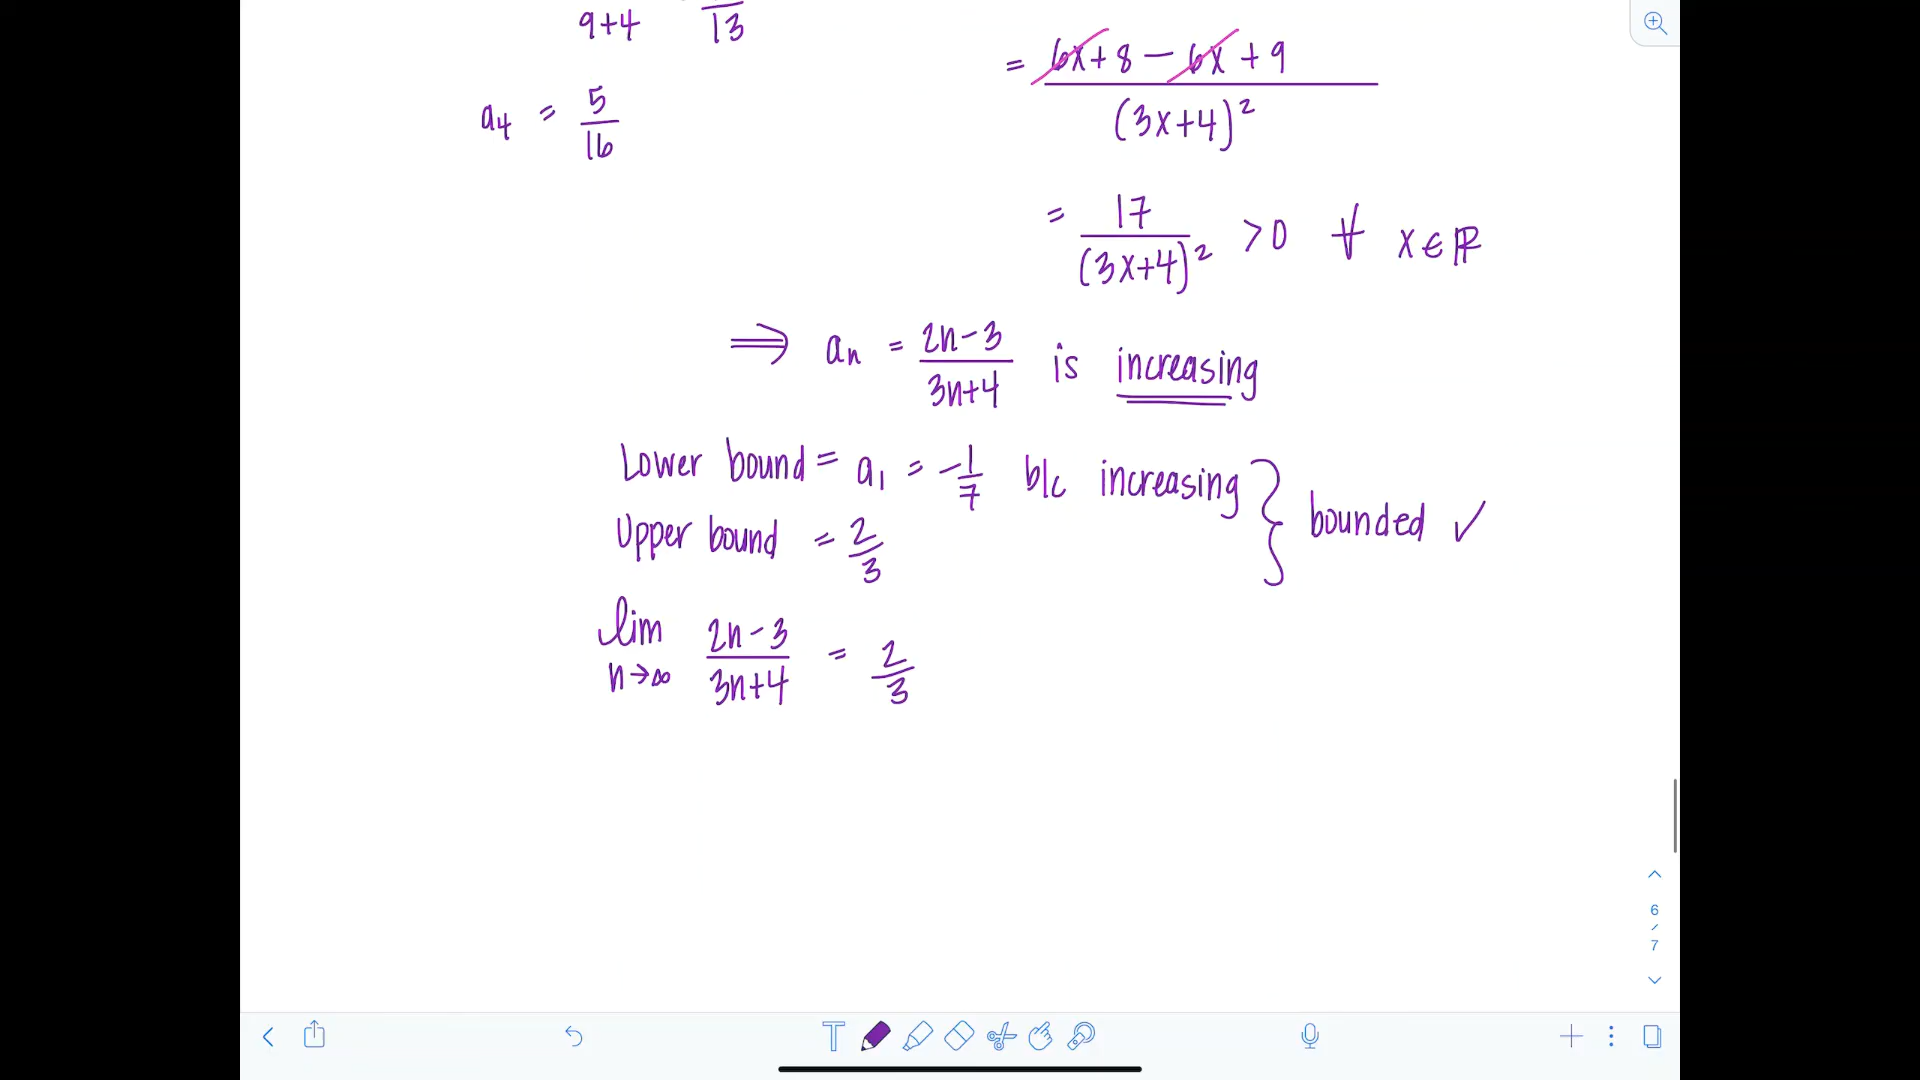 9+4 13
= 6x+8 - 6x + 9
(3x+4)²
a₄ = 5/16
= 17/(3x+4)² >0 ∀ x∈ℝ
⟹ aₙ = 2n-3/3n+4 is increasing
Lower bound = a₁ = -1/7 b/c increasing } bounded ✓
Upper bound = 2/3
lim n→∞ 2n-3/3n+4 = 2/3
6
/
7
T